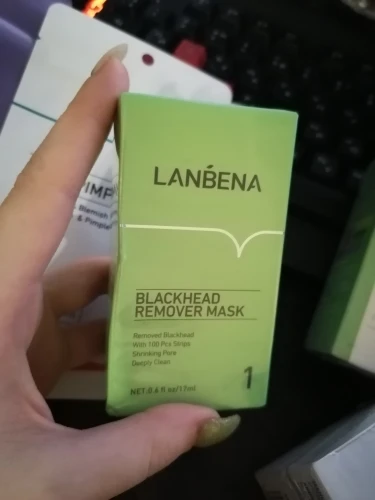 LANBENA
BLACKHEAD
REMOVER MASK
Removed Blackhead
With 100 Pcs Strips
Shrinking Pore
Deeply Clean
NET:0.6 fl oz/17ml
1
IMP
Blemish
& Pimple